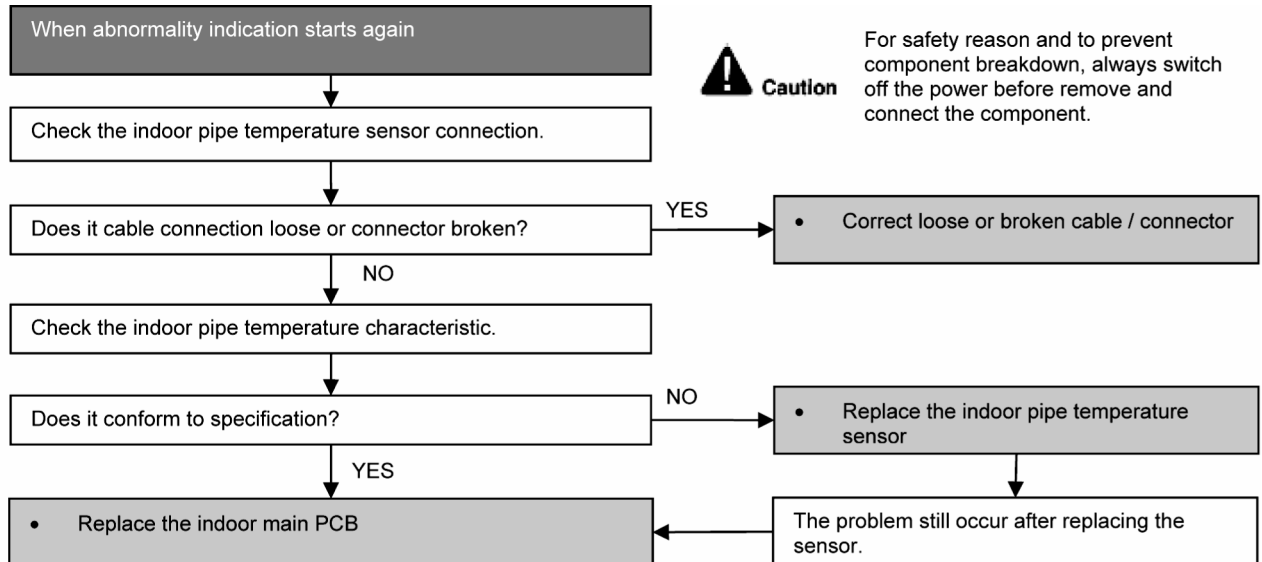 When abnormality indication starts again
Caution
For safety reason and to prevent
component breakdown, always switch
off the power before remove and
connect the component.
Check the indoor pipe temperature sensor connection.
Does it cable connection loose or connector broken?
YES
• Correct loose or broken cable / connector
NO
Check the indoor pipe temperature characteristic.
Does it conform to specification?
NO
• Replace the indoor pipe temperature
sensor
YES
• Replace the indoor main PCB
The problem still occur after replacing the
sensor.